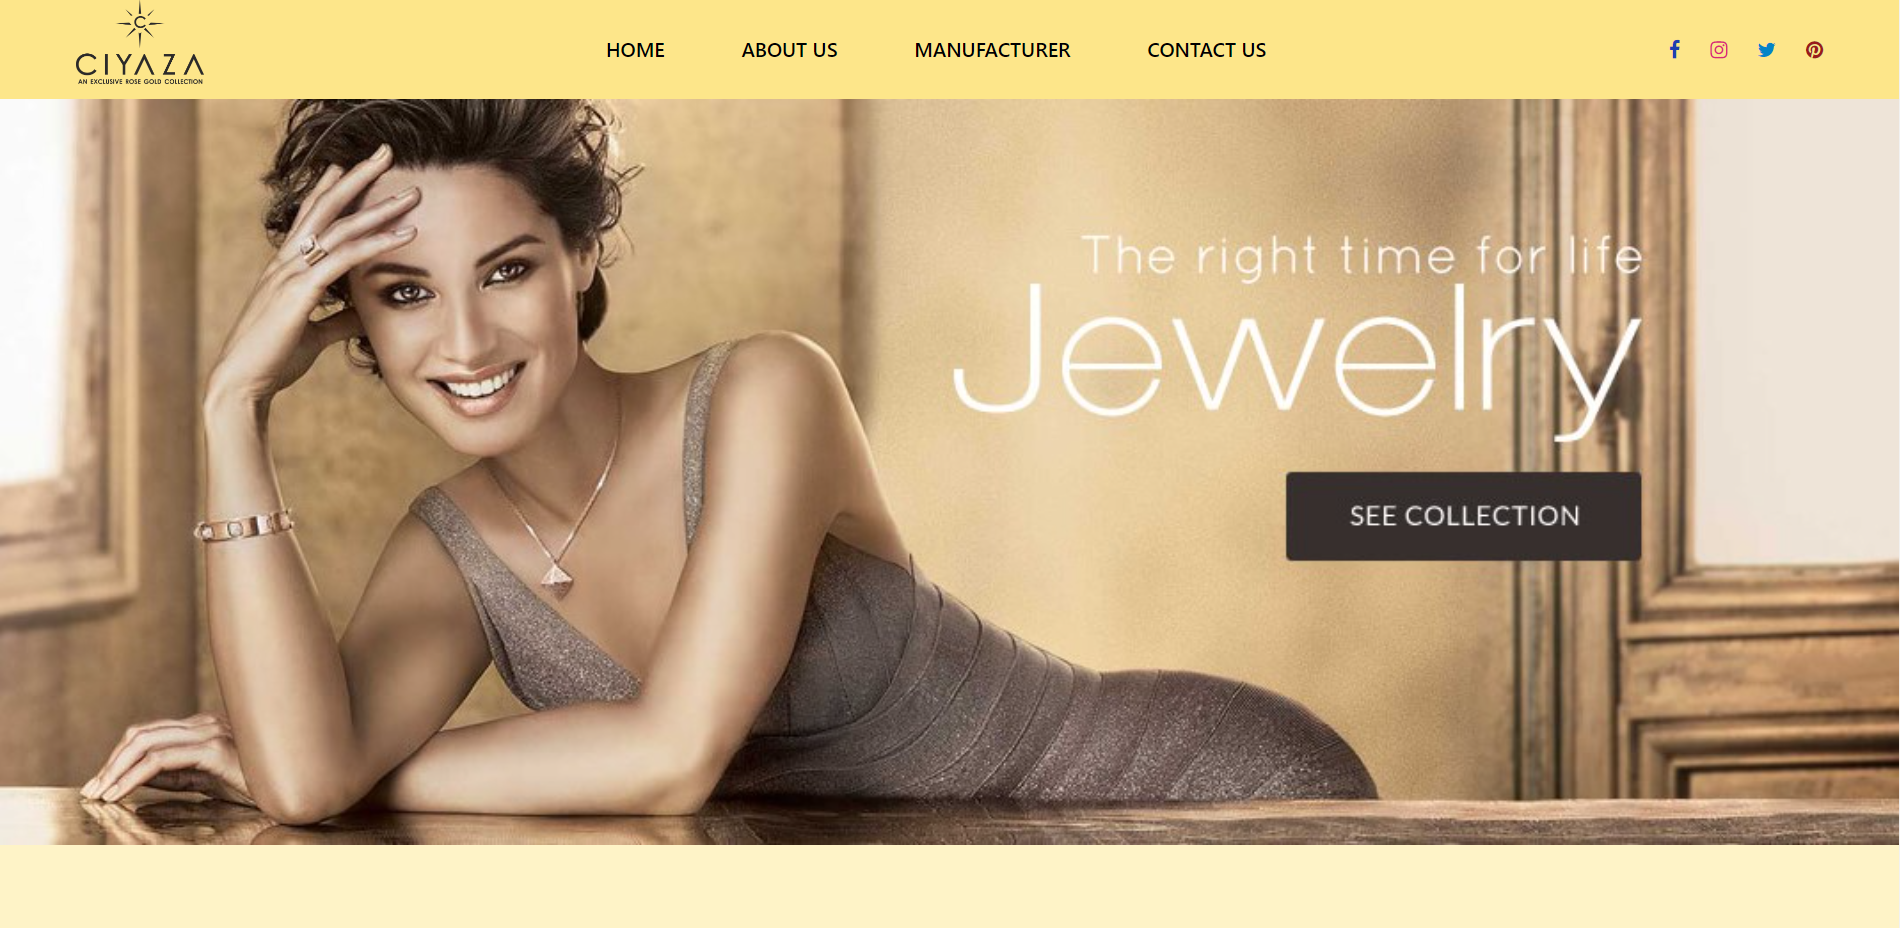 C
CIYAZA
AN EXCLUSIVE ROSE GOLD COLLECTION
HOME
ABOUT US
MANUFACTURER
CONTACT US
The right time for life
Jewelry
SEE COLLECTION